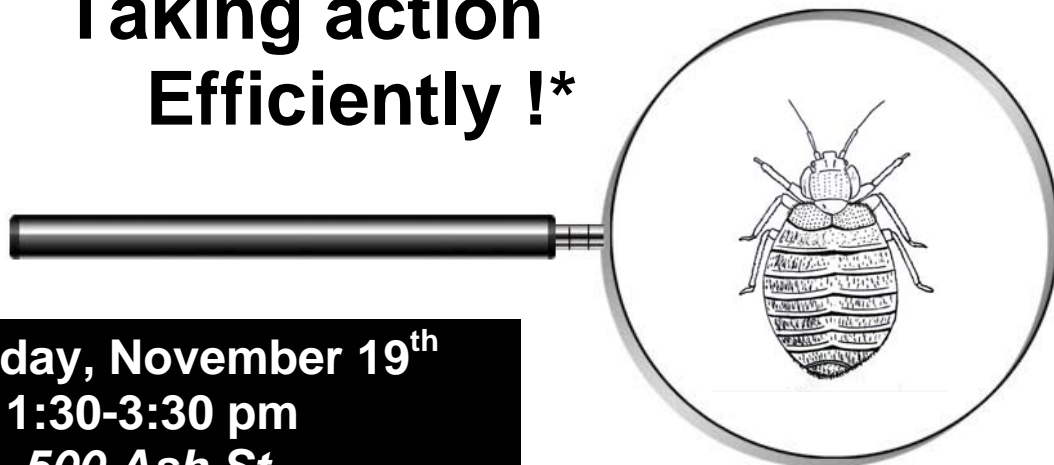 Taking action
Efficiently !*
day, November 19th
1:30-3:30 pm
500 Ash St